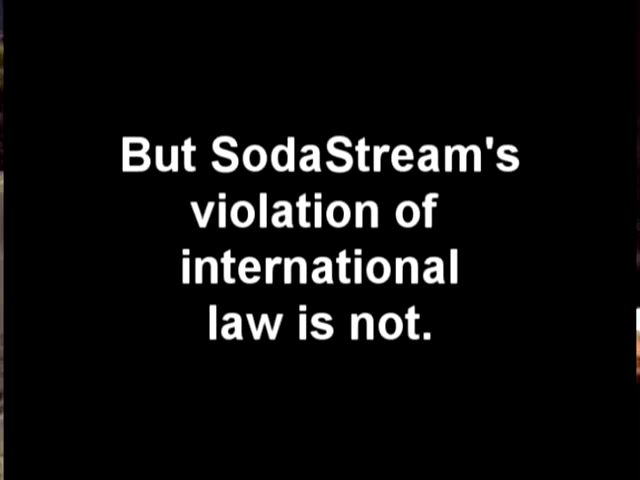 But SodaStream's
violation of
international
law is not.